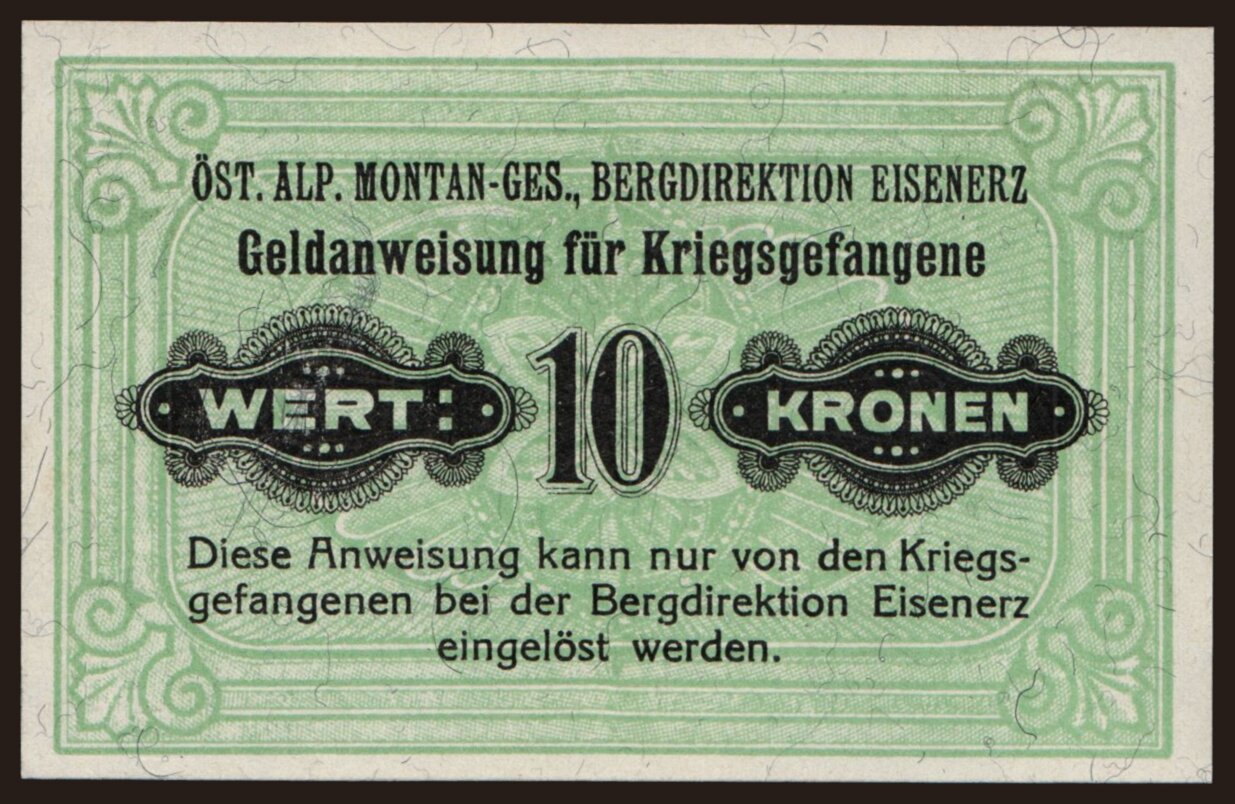 ÖST. ALP. MONTAN-GES., BERGDIREKTION EISENERZ
Geldanweisung für Kriegsgefangene
WERT: 10 KRONEN
Diese Anweisung kann nur von den Kriegs-
gefangenen bei der Bergdirektion Eisenerz
eingelöst werden.